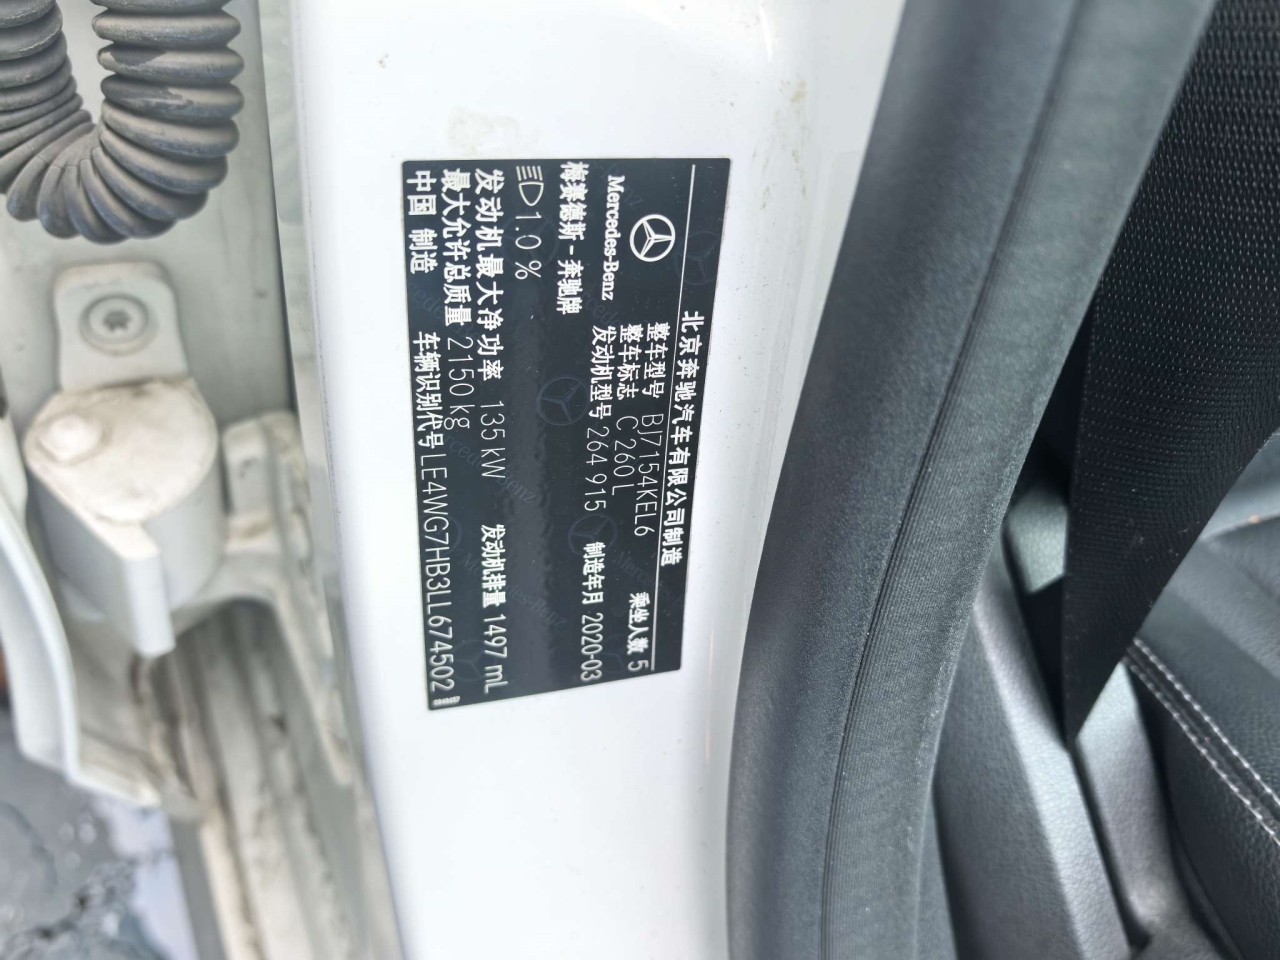 北京奔驰汽车有限公司制造
Mercedes-Benz
梅赛德斯-奔驰牌
整车型号 BJ7154KEL6
乘坐人数 5
整车标志 C 260 L
发动机型号 264 915
制造年月 2020-03
1.0 %
发动机最大净功率 135 kW
发动机排量 1497 mL
最大允许总质量 2150 kg
中国 制造
车辆识别代号 LE4WG7HB3LL674502